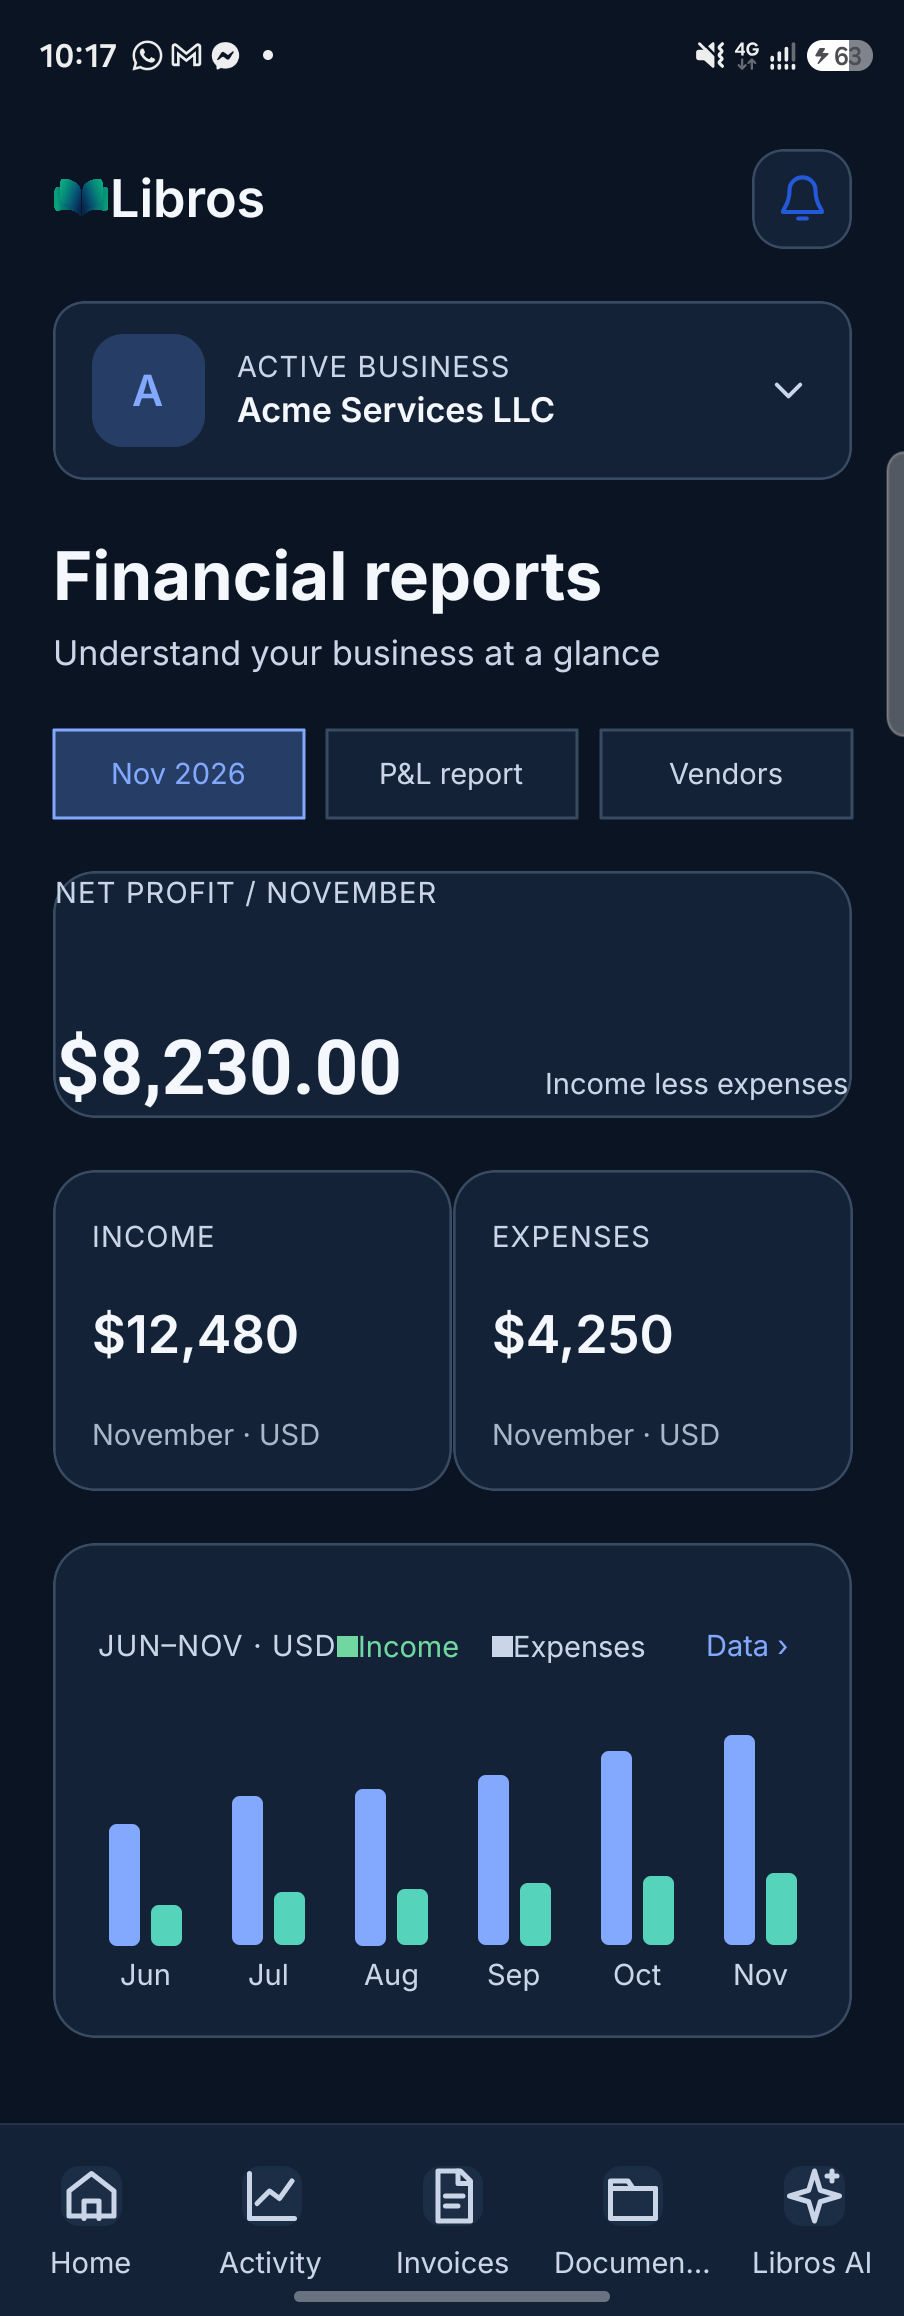 10:17
4G
63
Libros
A
ACTIVE BUSINESS
Acme Services LLC
Financial reports
Understand your business at a glance
Nov 2026
P&L report
Vendors
NET PROFIT / NOVEMBER
$8,230.00
Income less expenses
INCOME
$12,480
November · USD
EXPENSES
$4,250
November · USD
JUN–NOV · USD
Income
Expenses
Data ›
Jun
Jul
Aug
Sep
Oct
Nov
Home
Activity
Invoices
Documen...
Libros AI